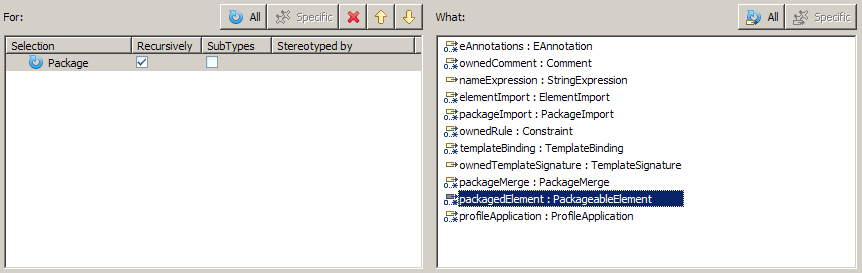 For:
All
Specific
Selection Recursively SubTypes Stereotyped by
Package
What:
All
Specific
eAnnotations : EAnnotation
ownedComment : Comment
nameExpression : StringExpression
elementImport : ElementImport
packageImport : PackageImport
ownedRule : Constraint
templateBinding : TemplateBinding
ownedTemplateSignature : TemplateSignature
packageMerge : PackageMerge
packagedElement : PackageableElement
profileApplication : ProfileApplication